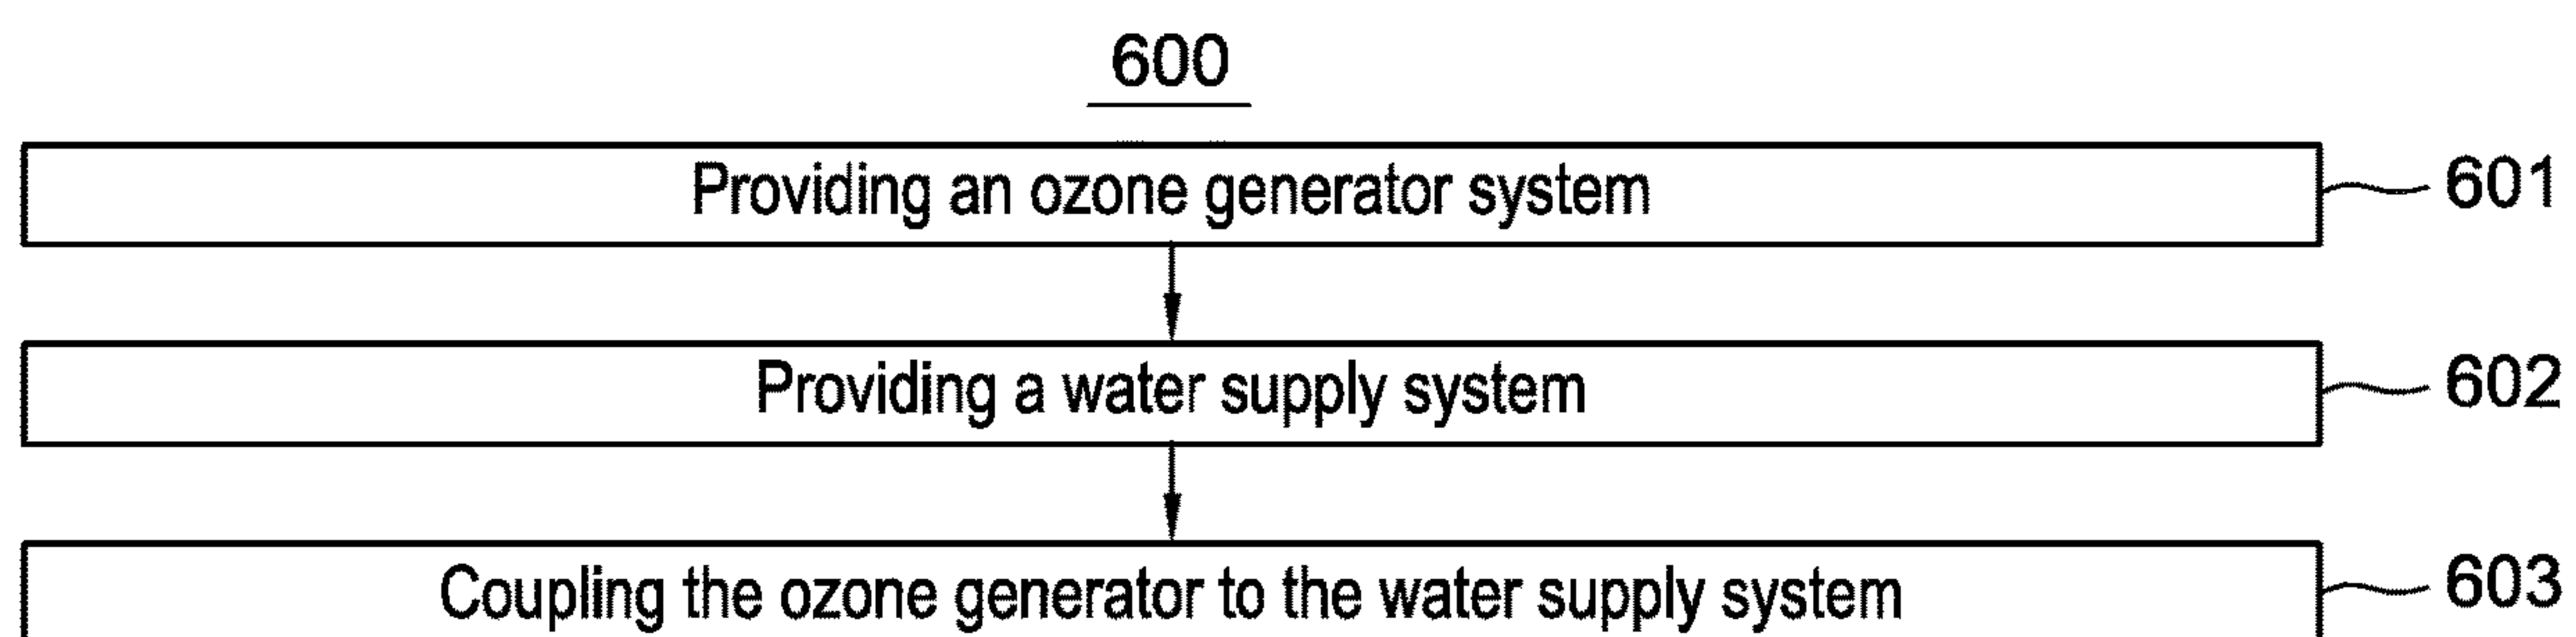 600
Providing an ozone generator system 601
Providing a water supply system 602
Coupling the ozone generator to the water supply system 603